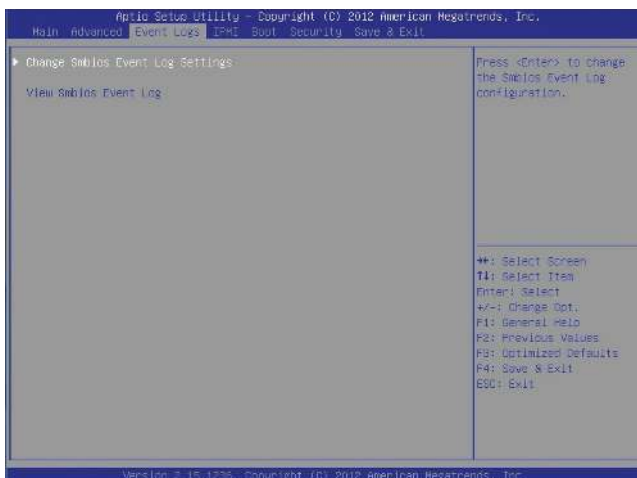 Aptio Setup Utility - Copyright (C) 2012 American Megatrends, Inc.
Main Advanced Event Logs IPMI Boot Security Save & Exit
Change Smbios Event Log Settings
View Smbios Event Log
Press <Enter> to change
the Smbios Event Log
configuration.
: Select Screen
↑↓: Select Item
Enter: Select
+/-: Change Opt.
F1: General Help
F2: Previous Values
F3: Optimized Defaults
F4: Save & Exit
ESC: Exit
Version 2.15.1236. Copyright (C) 2012 American Megatrends, Inc.